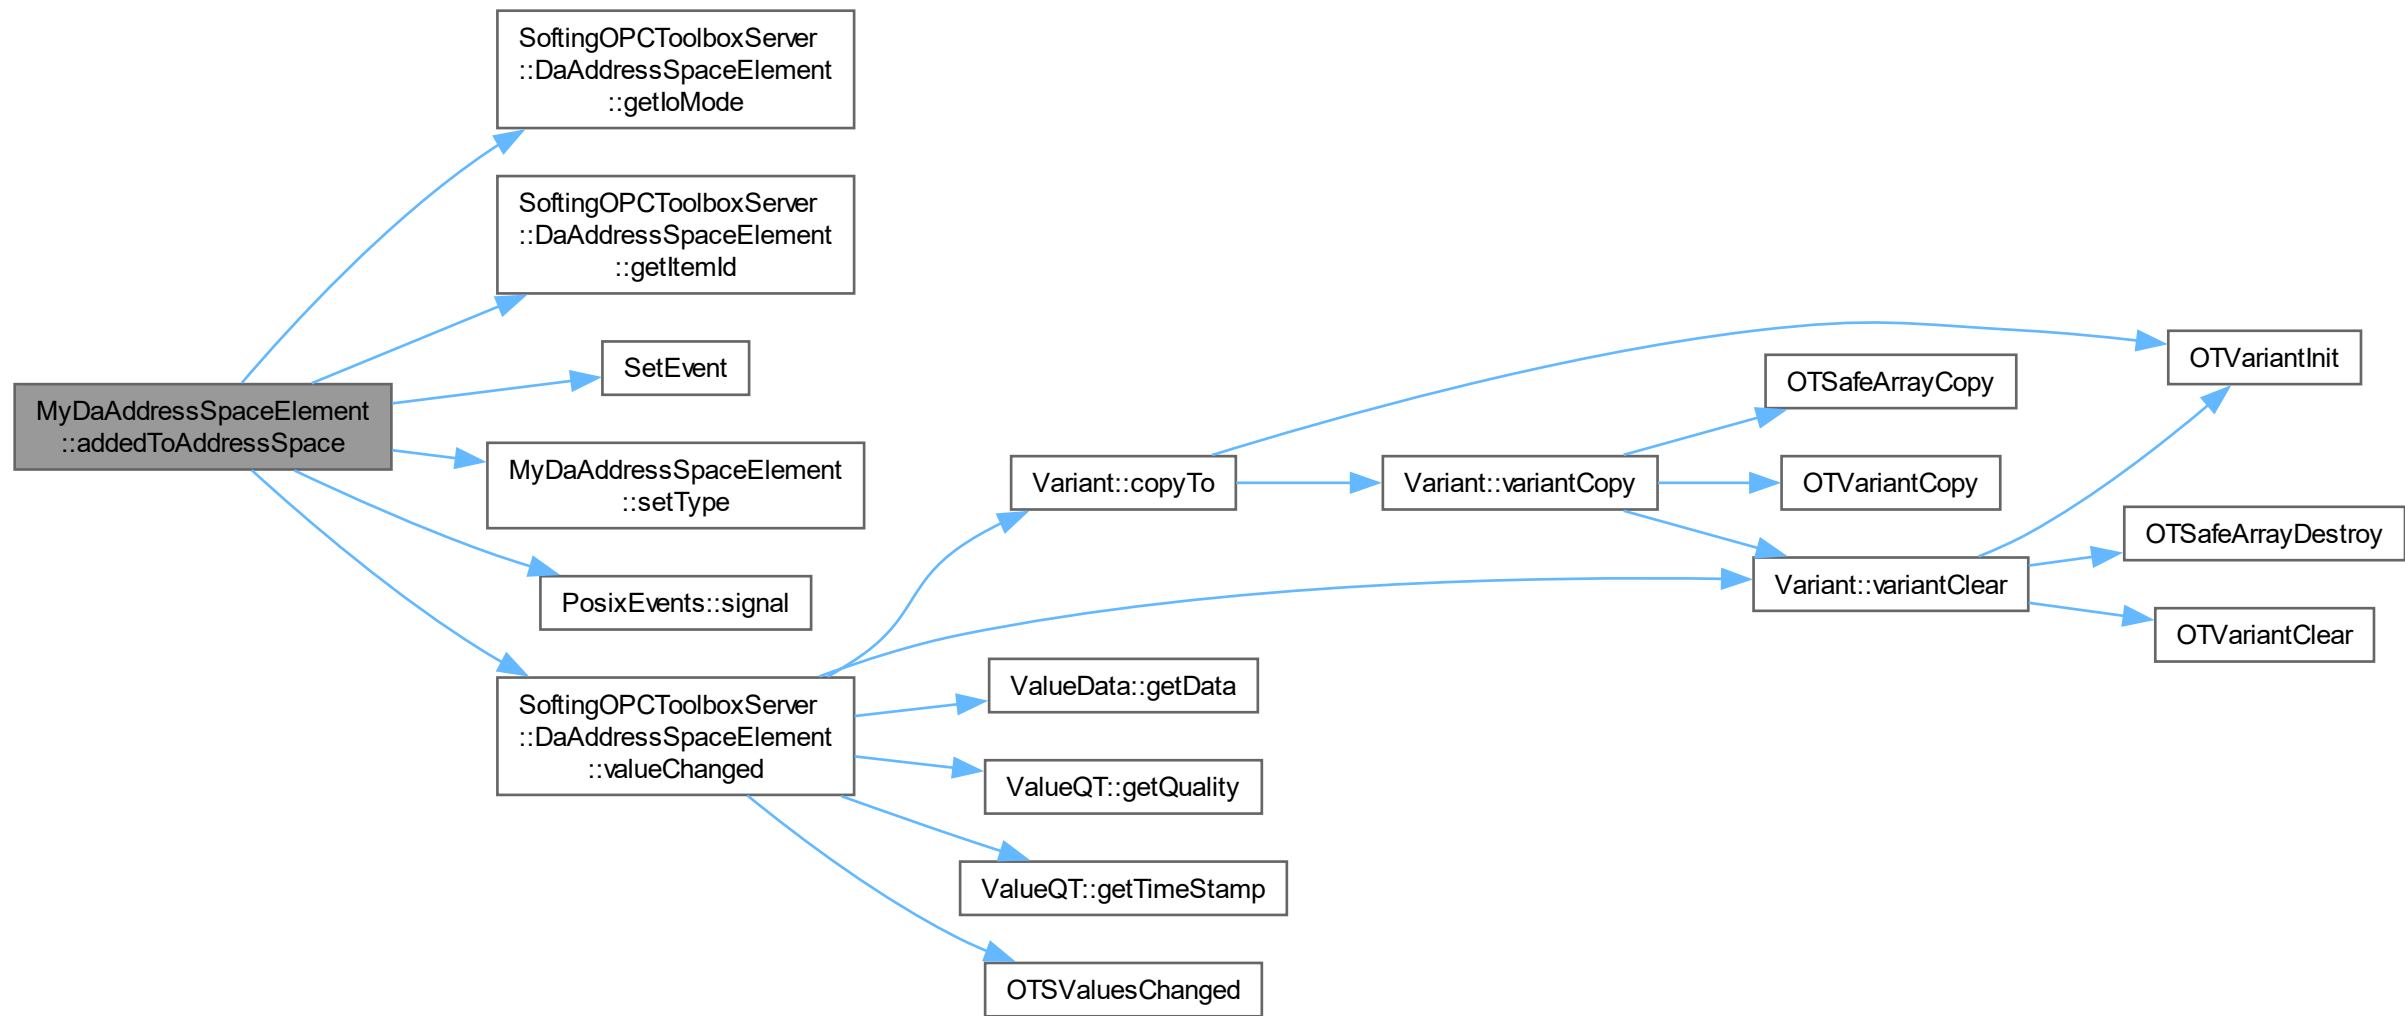 SoftingOPCToolboxServer
::DaAddressSpaceElement
::getIoMode
SoftingOPCToolboxServer
::DaAddressSpaceElement
::getItemId
SetEvent
MyDaAddressSpaceElement
::addedToAddressSpace
MyDaAddressSpaceElement
::setType
PosixEvents::signal
SoftingOPCToolboxServer
::DaAddressSpaceElement
::valueChanged
Variant::copyTo
Variant::variantCopy
OTSafeArrayCopy
OTVariantCopy
OTVariantInit
Variant::variantClear
OTSafeArrayDestroy
OTVariantClear
ValueData::getData
ValueQT::getQuality
ValueQT::getTimeStamp
OTSValuesChanged